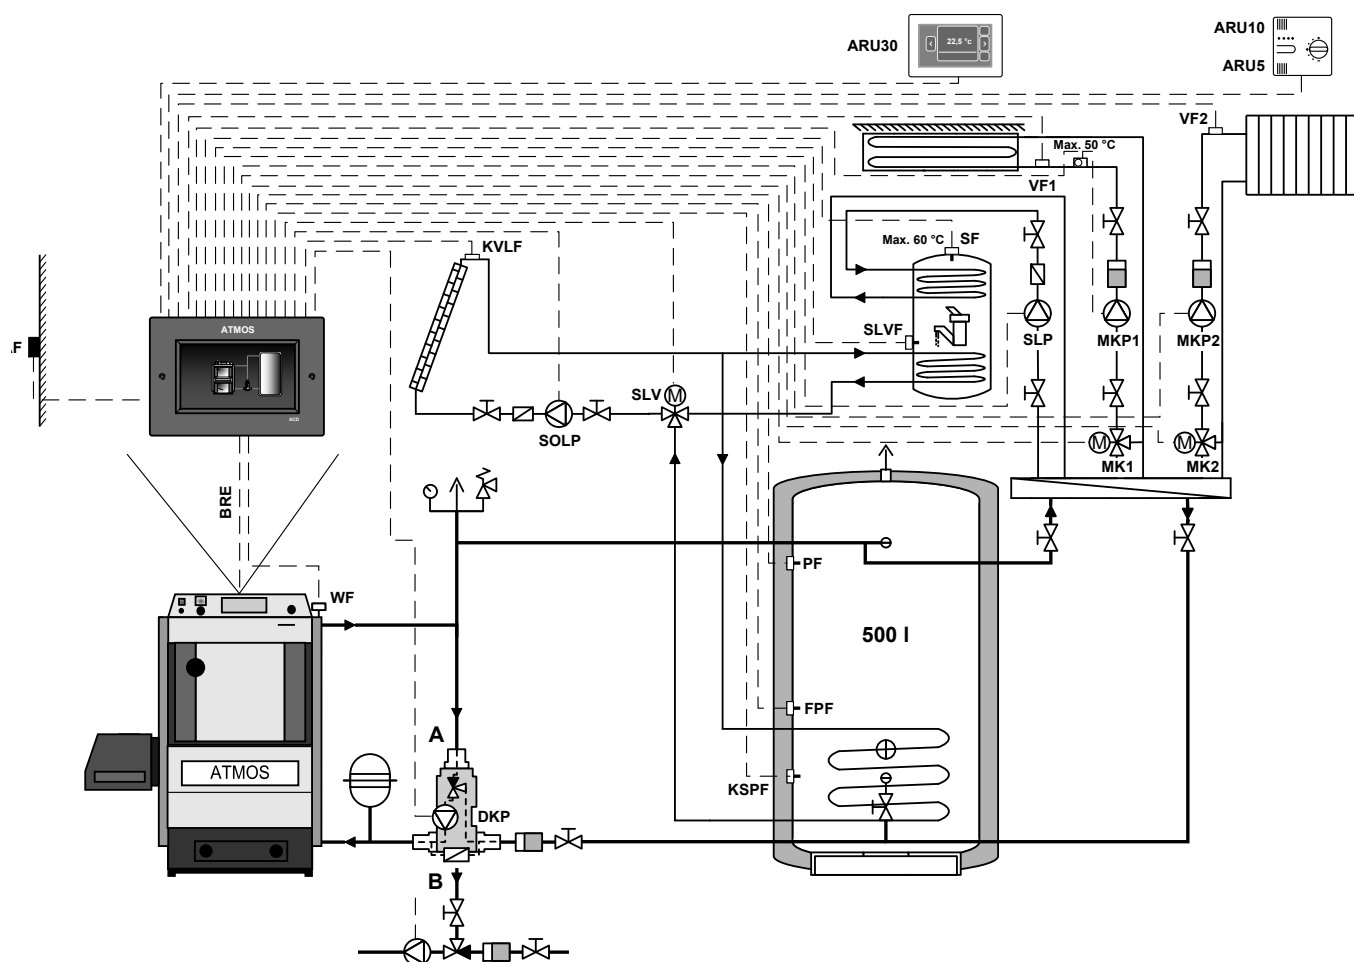 ARU30
22,5 °c
ARU10
ARU5
VF2
Max. 50 °C
VF1
KVLF
Max. 60 °C
SF
ATMOS
.F
SLVF
SLP
MKP1
MKP2
ACD
SLV
M
SOLP
M
M
MK1
MK2
BRE
PF
WF
500 l
FPF
A
ATMOS
KSPF
DKP
B